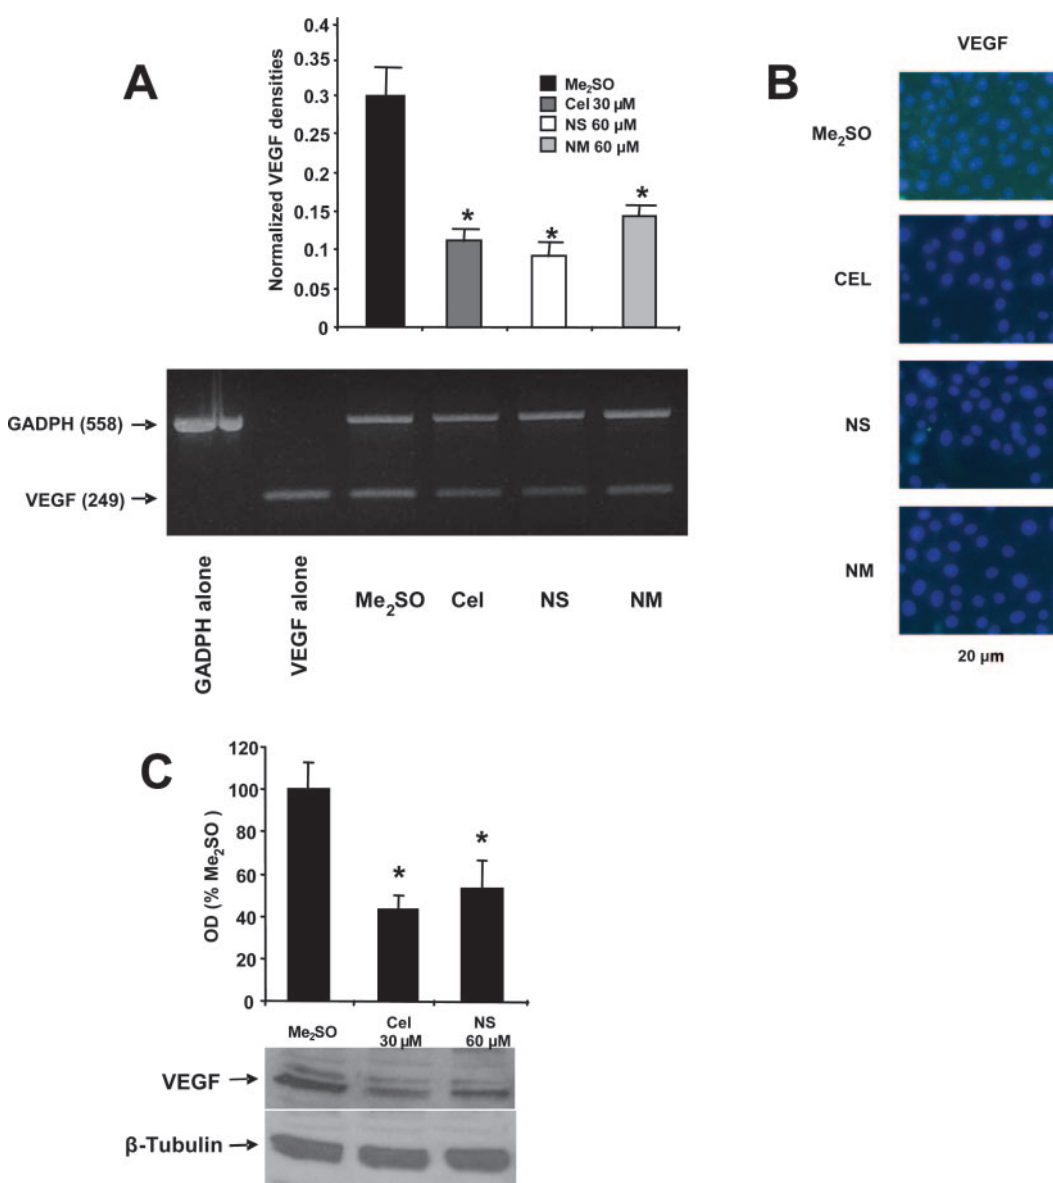 A
Normalized VEGF densities
0.4
0.35
0.3
0.25
0.2
0.15
0.1
0.05
0
Me₂SO
Cel 30 µM
NS 60 µM
NM 60 µM
*
*
*
GADPH (558)
VEGF (249)
GADPH alone
VEGF alone
Me₂SO
Cel
NS
NM
B
VEGF
Me₂SO
CEL
NS
NM
20 µm
C
OD (% Me₂SO )
120
100
80
60
40
20
0
*
*
Me₂SO
Cel
30 µM
NS
60 µM
VEGF
β-Tubulin